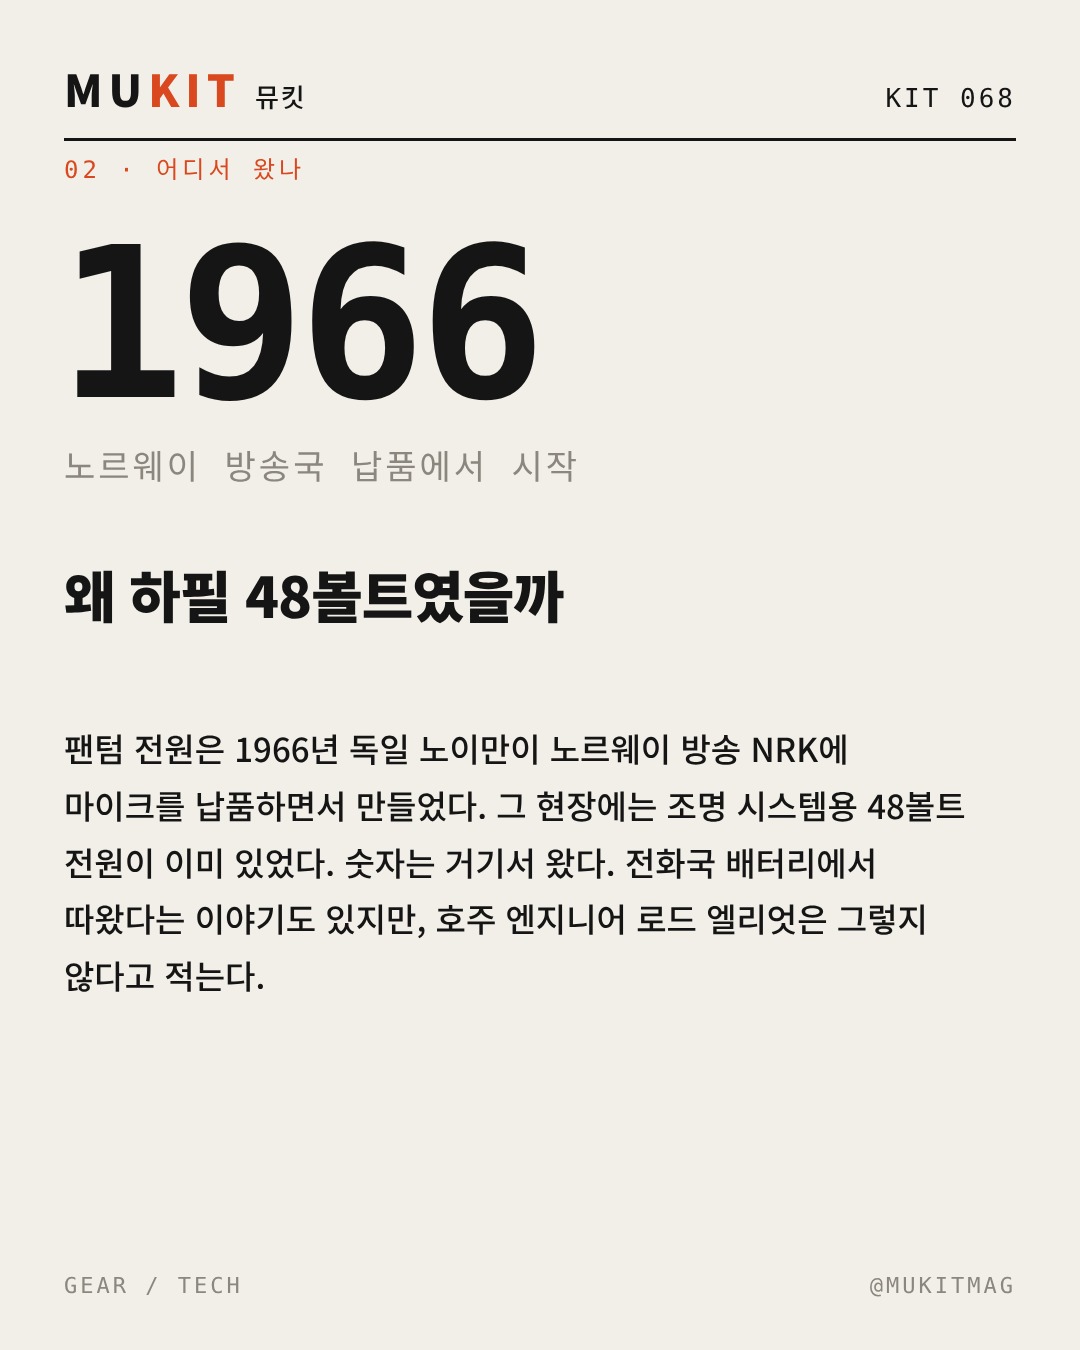 MUKIT 뮤킷
KIT 068
02 · 어디서 왔나
1966
노르웨이 방송국 납품에서 시작
왜 하필 48볼트였을까
팬텀 전원은 1966년 독일 노이만이 노르웨이 방송 NRK에
마이크를 납품하면서 만들었다. 그 현장에는 조명 시스템용 48볼트
전원이 이미 있었다. 숫자는 거기서 왔다. 전화국 배터리에서
따왔다는 이야기도 있지만, 호주 엔지니어 로드 엘리엇은 그렇지
않다고 적는다.
GEAR / TECH
@MUKITMAG